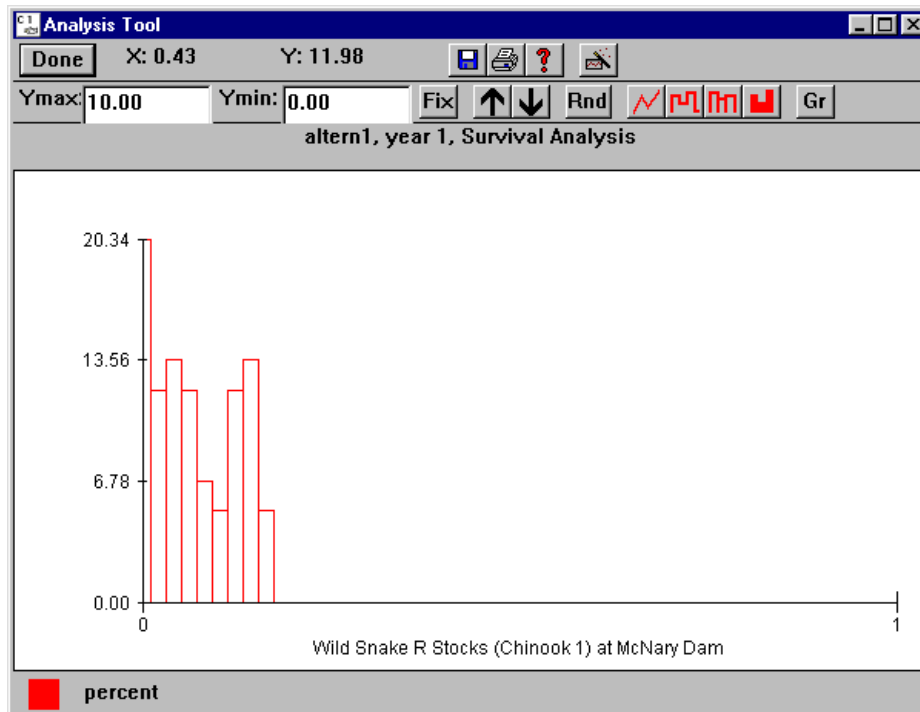 Analysis Tool
Done X: 0.43 Y: 11.98
Ymax: 10.00 Ymin: 0.00 Fix Rnd Gr
altern1, year 1, Survival Analysis
20.34
13.56
6.78
0.00
0 1
Wild Snake R Stocks (Chinook 1) at McNary Dam
percent